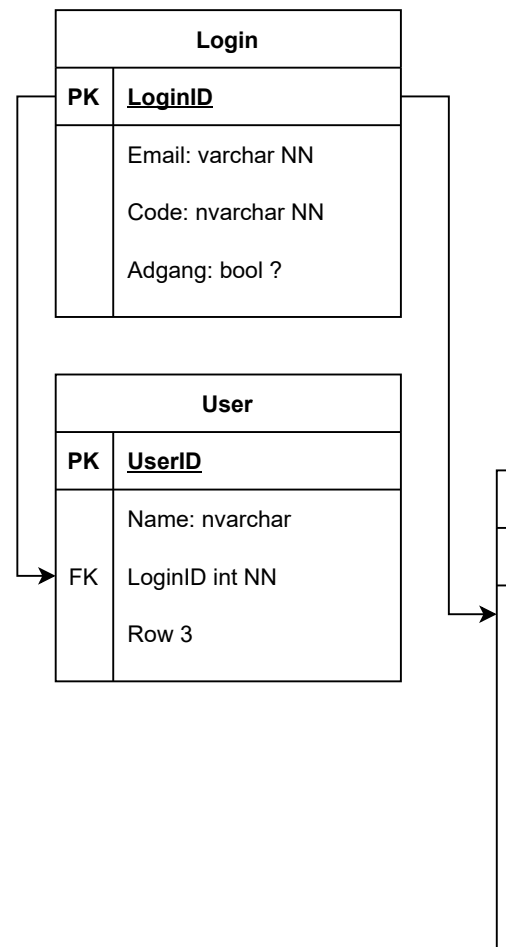 Login
PK LoginID
Email: varchar NN
Code: nvarchar NN
Adgang: bool ?
User
PK UserID
Name: nvarchar
FK LoginID int NN
Row 3